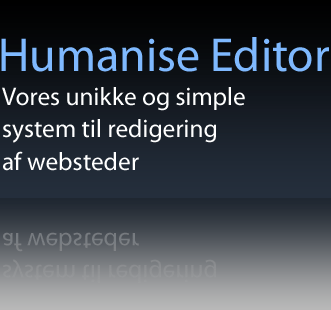 Humanise Editor
Vores unikke og simple
system til redigering
af websteder